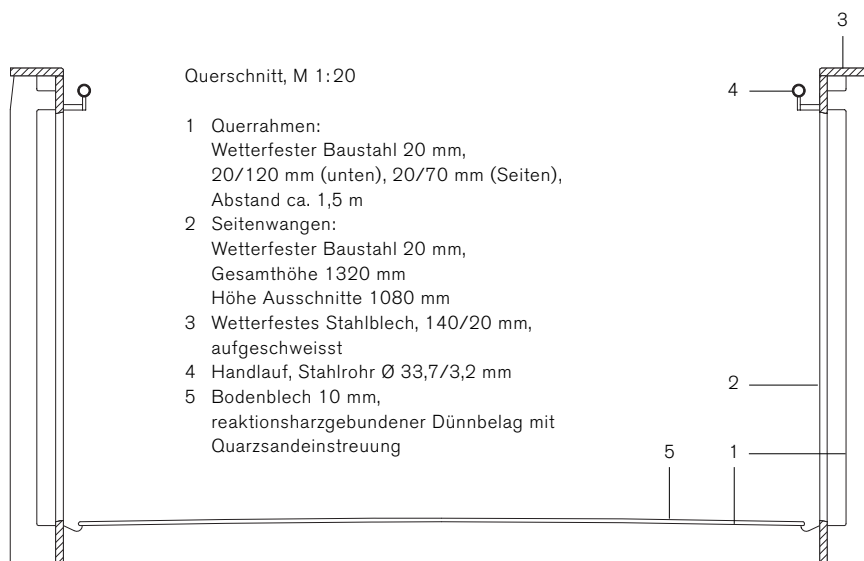 3
Querschnitt, M 1:20
4
1 Querrahmen:
Wetterfester Baustahl 20 mm,
20/120 mm (unten), 20/70 mm (Seiten),
Abstand ca. 1,5 m
2 Seitenwangen:
Wetterfester Baustahl 20 mm,
Gesamthöhe 1320 mm
Höhe Ausschnitte 1080 mm
3 Wetterfestes Stahlblech, 140/20 mm,
aufgeschweisst
4 Handlauf, Stahlrohr Ø 33,7/3,2 mm
5 Bodenblech 10 mm,
reaktionsharzgebundener Dünnbelag mit
Quarzsandeinstreuung
2
5 1